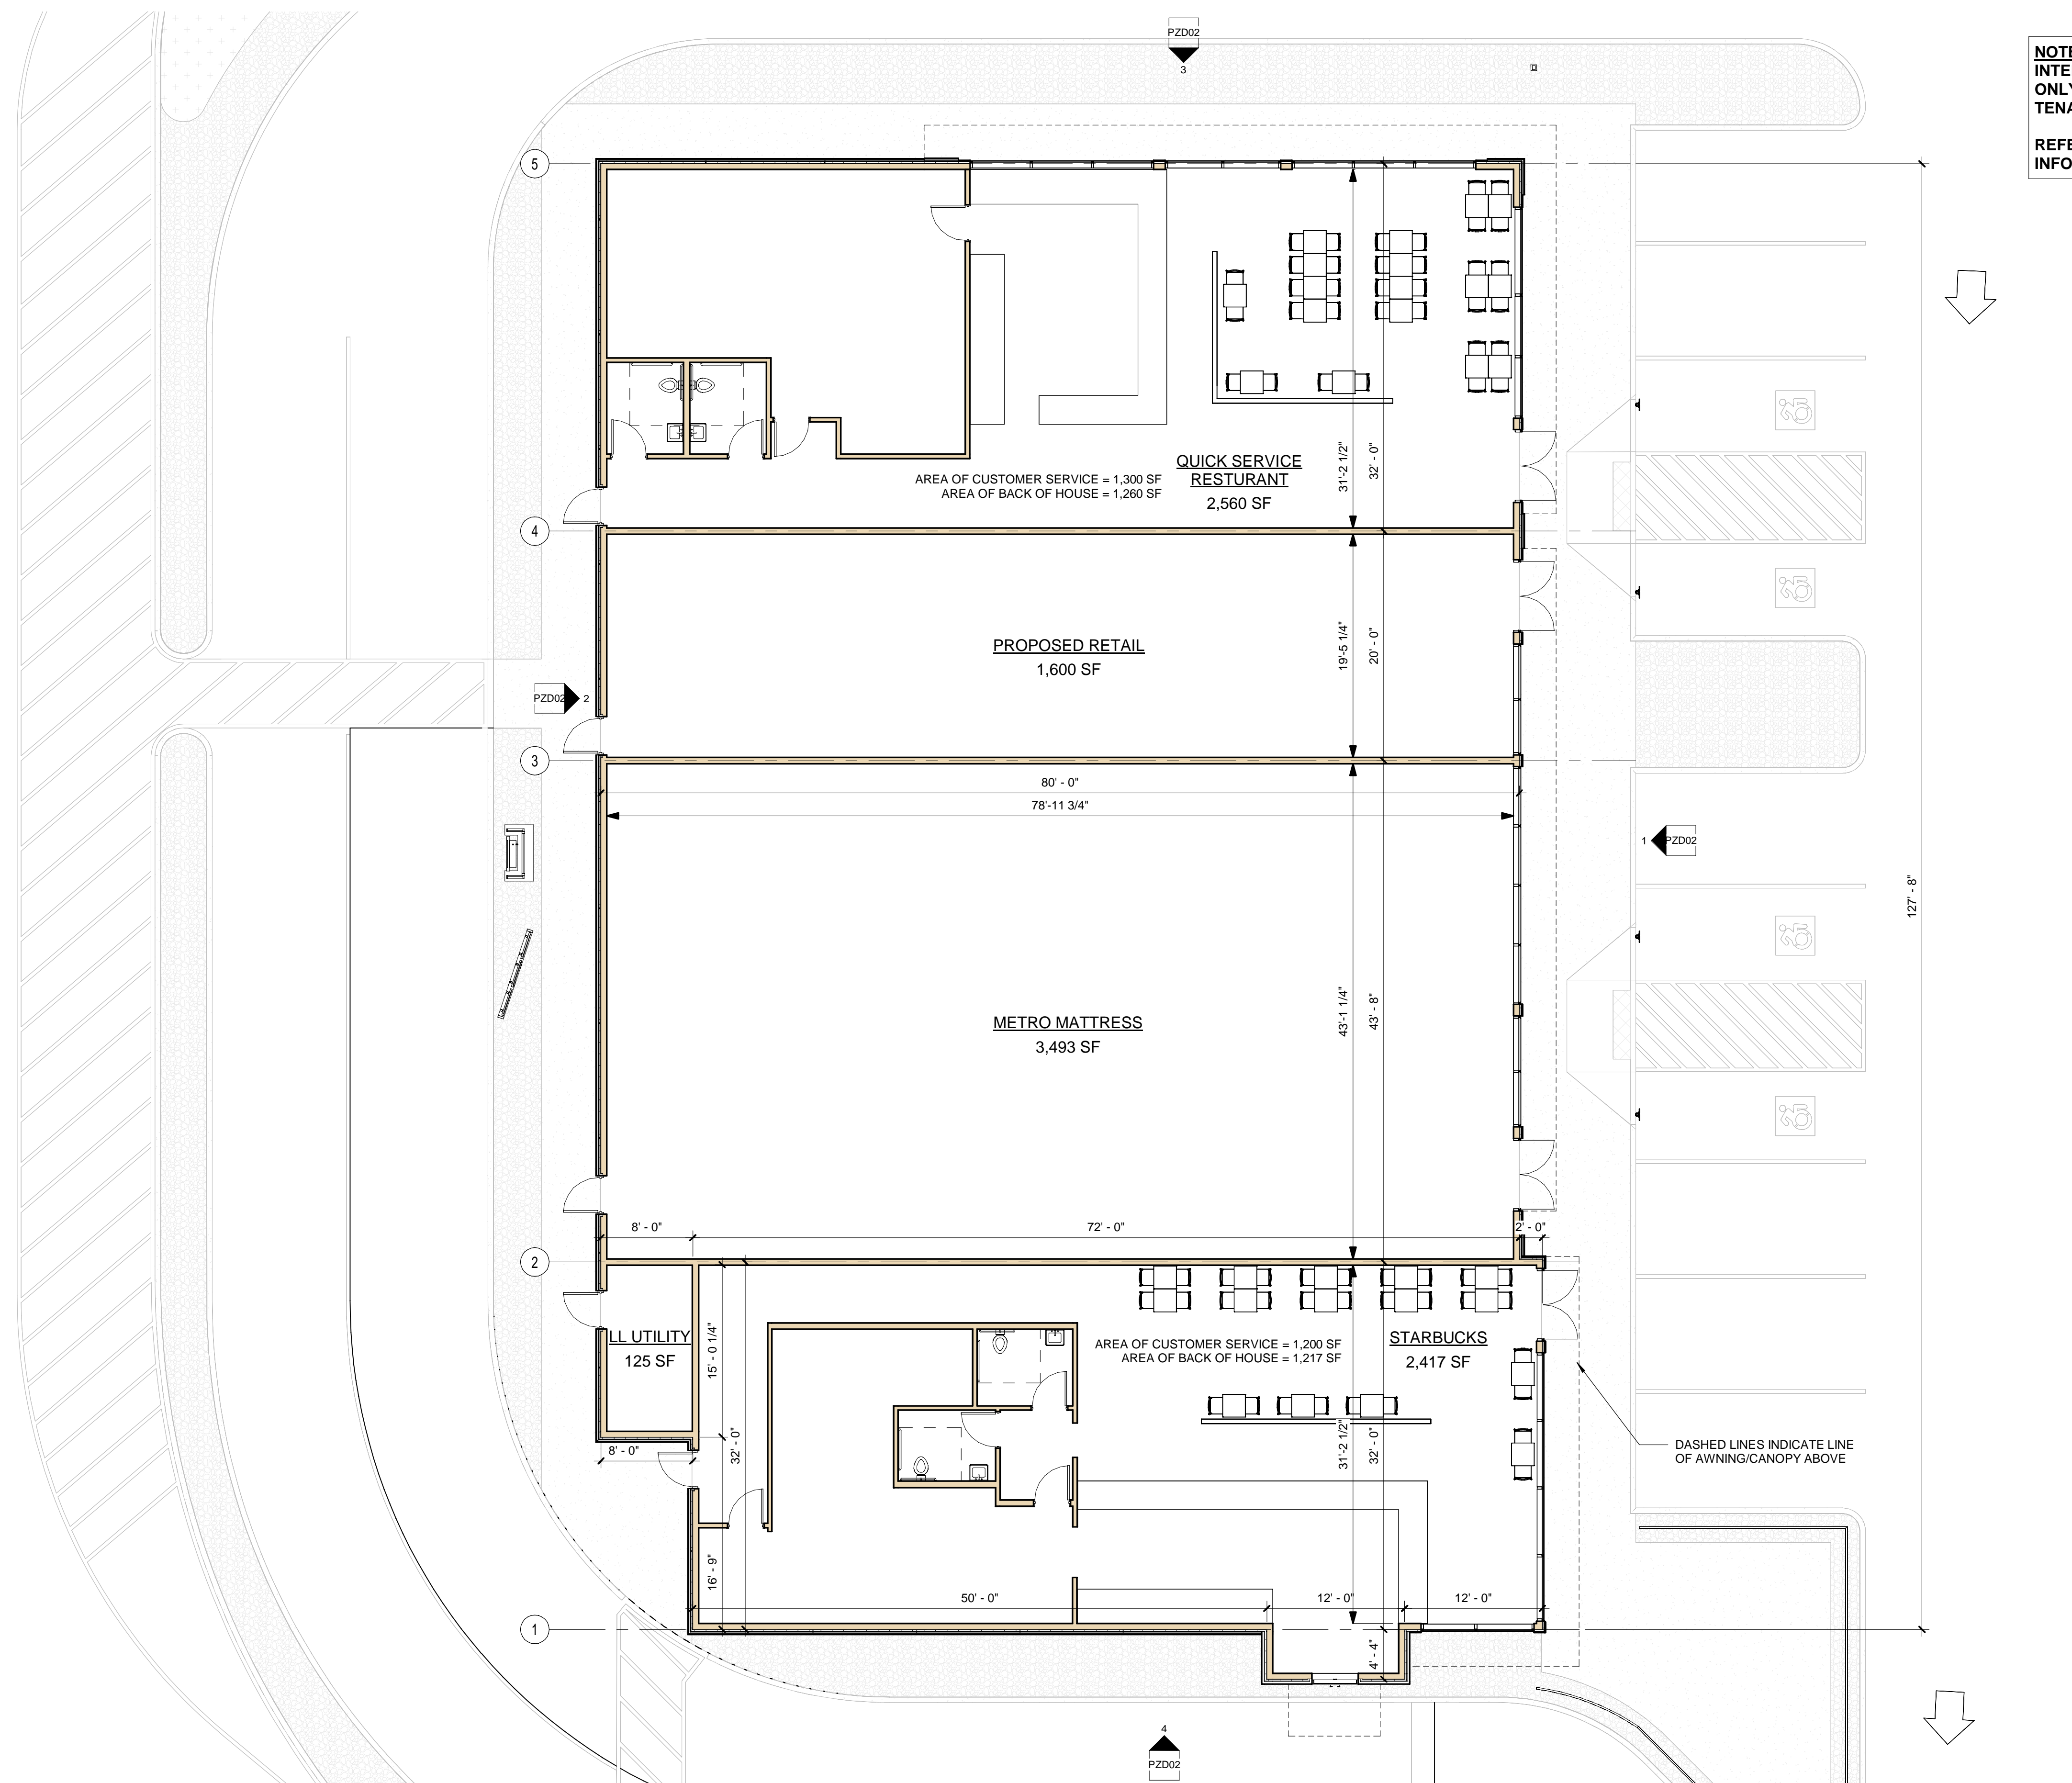 PZD02
3
NOTE
INTE
ONLY
TENA
REFE
INFO
5
QUICK SERVICE
RESTURANT
2,560 SF
AREA OF CUSTOMER SERVICE = 1,300 SF
AREA OF BACK OF HOUSE = 1,260 SF
31'-2 1/2"
32' - 0"
4
PROPOSED RETAIL
1,600 SF
19'-5 1/4"
20' - 0"
PZD02
2
3
80' - 0"
78'-11 3/4"
1
PZD02
127' - 8"
METRO MATTRESS
3,493 SF
43'-1 1/4"
43' - 8"
8' - 0"
72' - 0"
2' - 0"
2
LL UTILITY
125 SF
15' - 0 1/4"
32' - 0"
AREA OF CUSTOMER SERVICE = 1,200 SF
AREA OF BACK OF HOUSE = 1,217 SF
STARBUCKS
2,417 SF
8' - 0"
31'-2 1/2"
32' - 0"
DASHED LINES INDICATE LINE
OF AWNING/CANOPY ABOVE
16' - 9"
50' - 0"
12' - 0"
12' - 0"
1
4' - 4"
4
PZD02